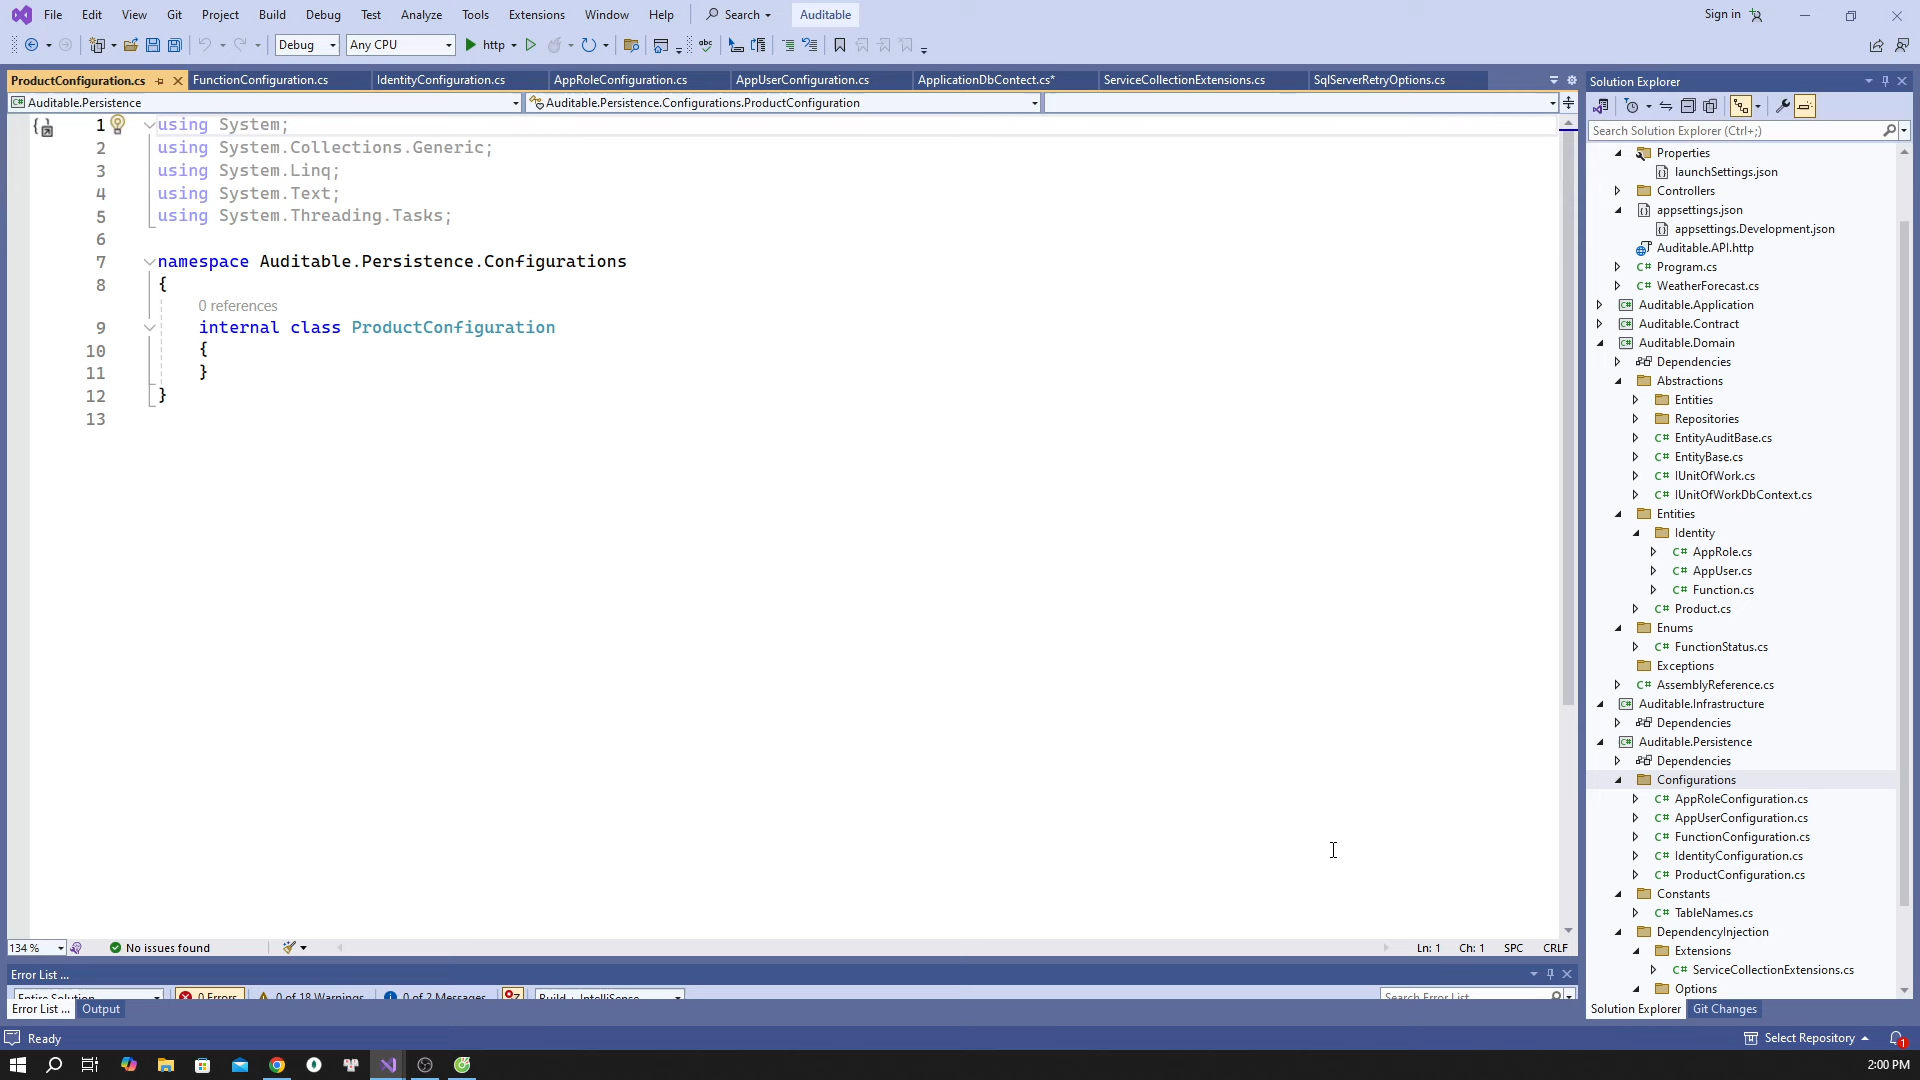 File Edit View Git Project Build Debug Test Analyze Tools Extensions Window Help Search Auditable Sign in
Debug Any CPU http
ProductConfiguration.cs FunctionConfiguration.cs IdentityConfiguration.cs AppRoleConfiguration.cs AppUserConfiguration.cs ApplicationDbContect.cs* ServiceCollectionExtensions.cs SqlServerRetryOptions.cs
Auditable.Persistence Auditable.Persistence.Configurations.ProductConfiguration
1 using System;
2 using System.Collections.Generic;
3 using System.Linq;
4 using System.Text;
5 using System.Threading.Tasks;
6
7 namespace Auditable.Persistence.Configurations
8 {
0 references
9 internal class ProductConfiguration
10 {
11 }
12 }
13
134 % No issues found Ln: 1 Ch: 1 SPC CRLF
Error List ...
Entire Solution 0 Errors 0 of 18 Warnings 0 of 2 Messages Build + IntelliSense Search Error List
Error List ... Output
Solution Explorer
Search Solution Explorer (Ctrl+;)
Properties
launchSettings.json
Controllers
appsettings.json
appsettings.Development.json
Auditable.API.http
C# Program.cs
C# WeatherForecast.cs
C# Auditable.Application
C# Auditable.Contract
C# Auditable.Domain
Dependencies
Abstractions
Entities
Repositories
C# EntityAuditBase.cs
C# EntityBase.cs
C# IUnitOfWork.cs
C# IUnitOfWorkDbContext.cs
Entities
Identity
C# AppRole.cs
C# AppUser.cs
C# Function.cs
C# Product.cs
Enums
C# FunctionStatus.cs
Exceptions
C# AssemblyReference.cs
C# Auditable.Infrastructure
Dependencies
C# Auditable.Persistence
Dependencies
Configurations
C# AppRoleConfiguration.cs
C# AppUserConfiguration.cs
C# FunctionConfiguration.cs
C# IdentityConfiguration.cs
C# ProductConfiguration.cs
Constants
C# TableNames.cs
DependencyInjection
Extensions
C# ServiceCollectionExtensions.cs
Options
Solution Explorer Git Changes
Ready Select Repository 1
2:00 PM